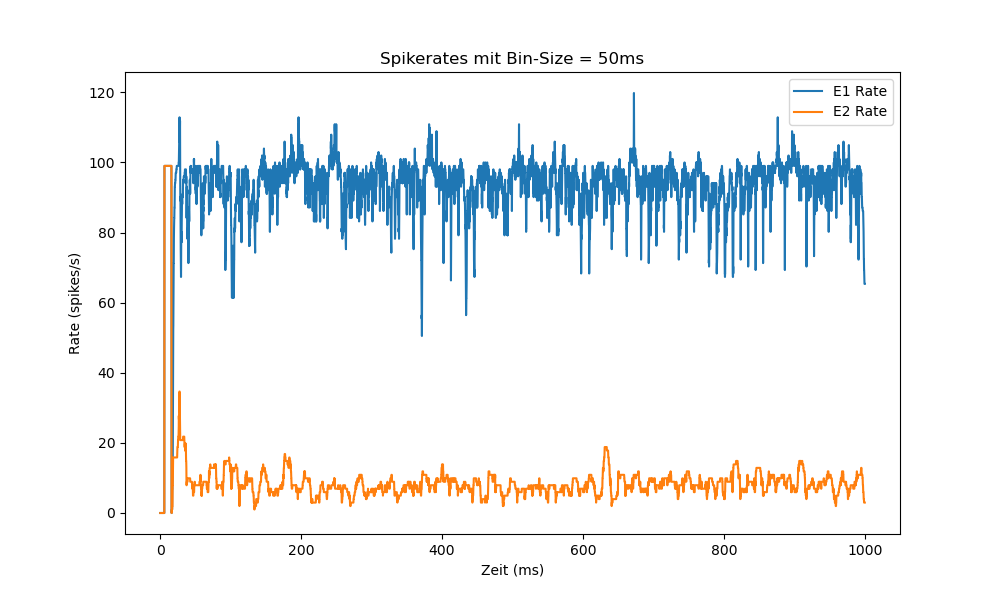 Spikerates mit Bin-Size = 50ms
E1 Rate
E2 Rate
Rate (spikes/s)
120
100
80
60
40
20
0
0 200 400 600 800 1000
Zeit (ms)